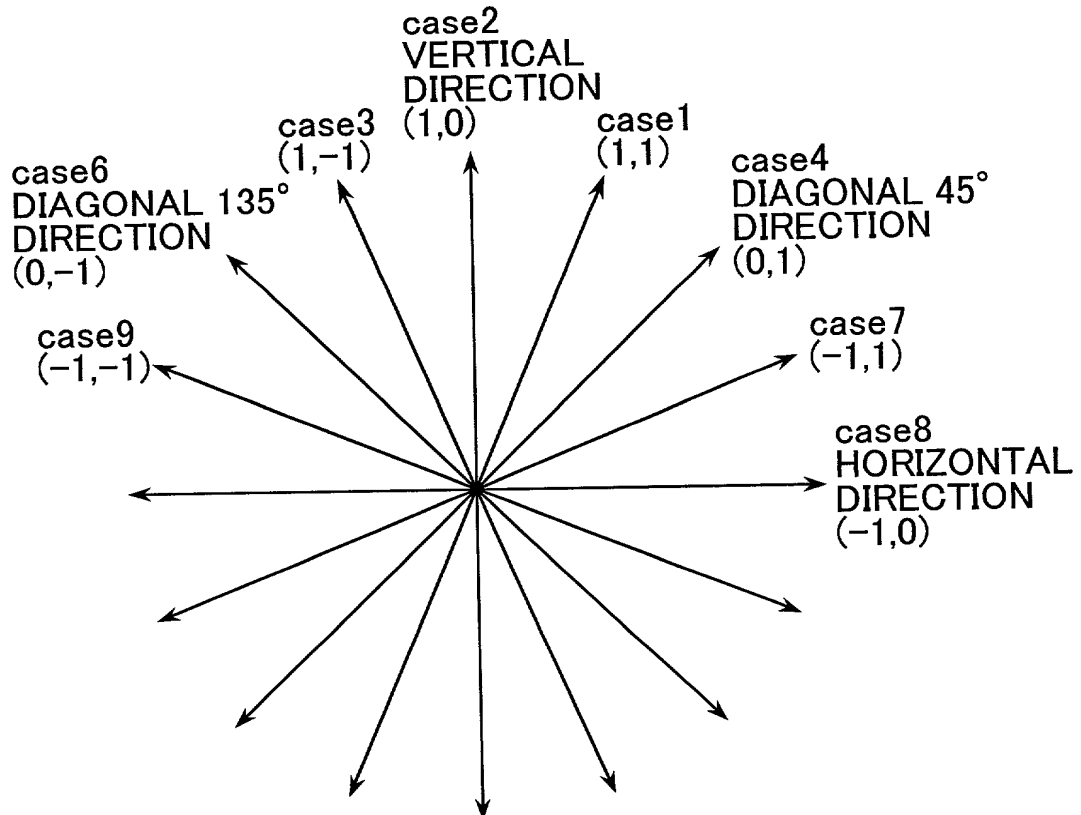 case2
VERTICAL
DIRECTION
(1,0)
case3
(1,-1)
case1
(1,1)
case6
DIAGONAL 135°
DIRECTION
(0,-1)
case4
DIAGONAL 45°
DIRECTION
(0,1)
case9
(-1,-1)
case7
(-1,1)
case8
HORIZONTAL
DIRECTION
(-1,0)